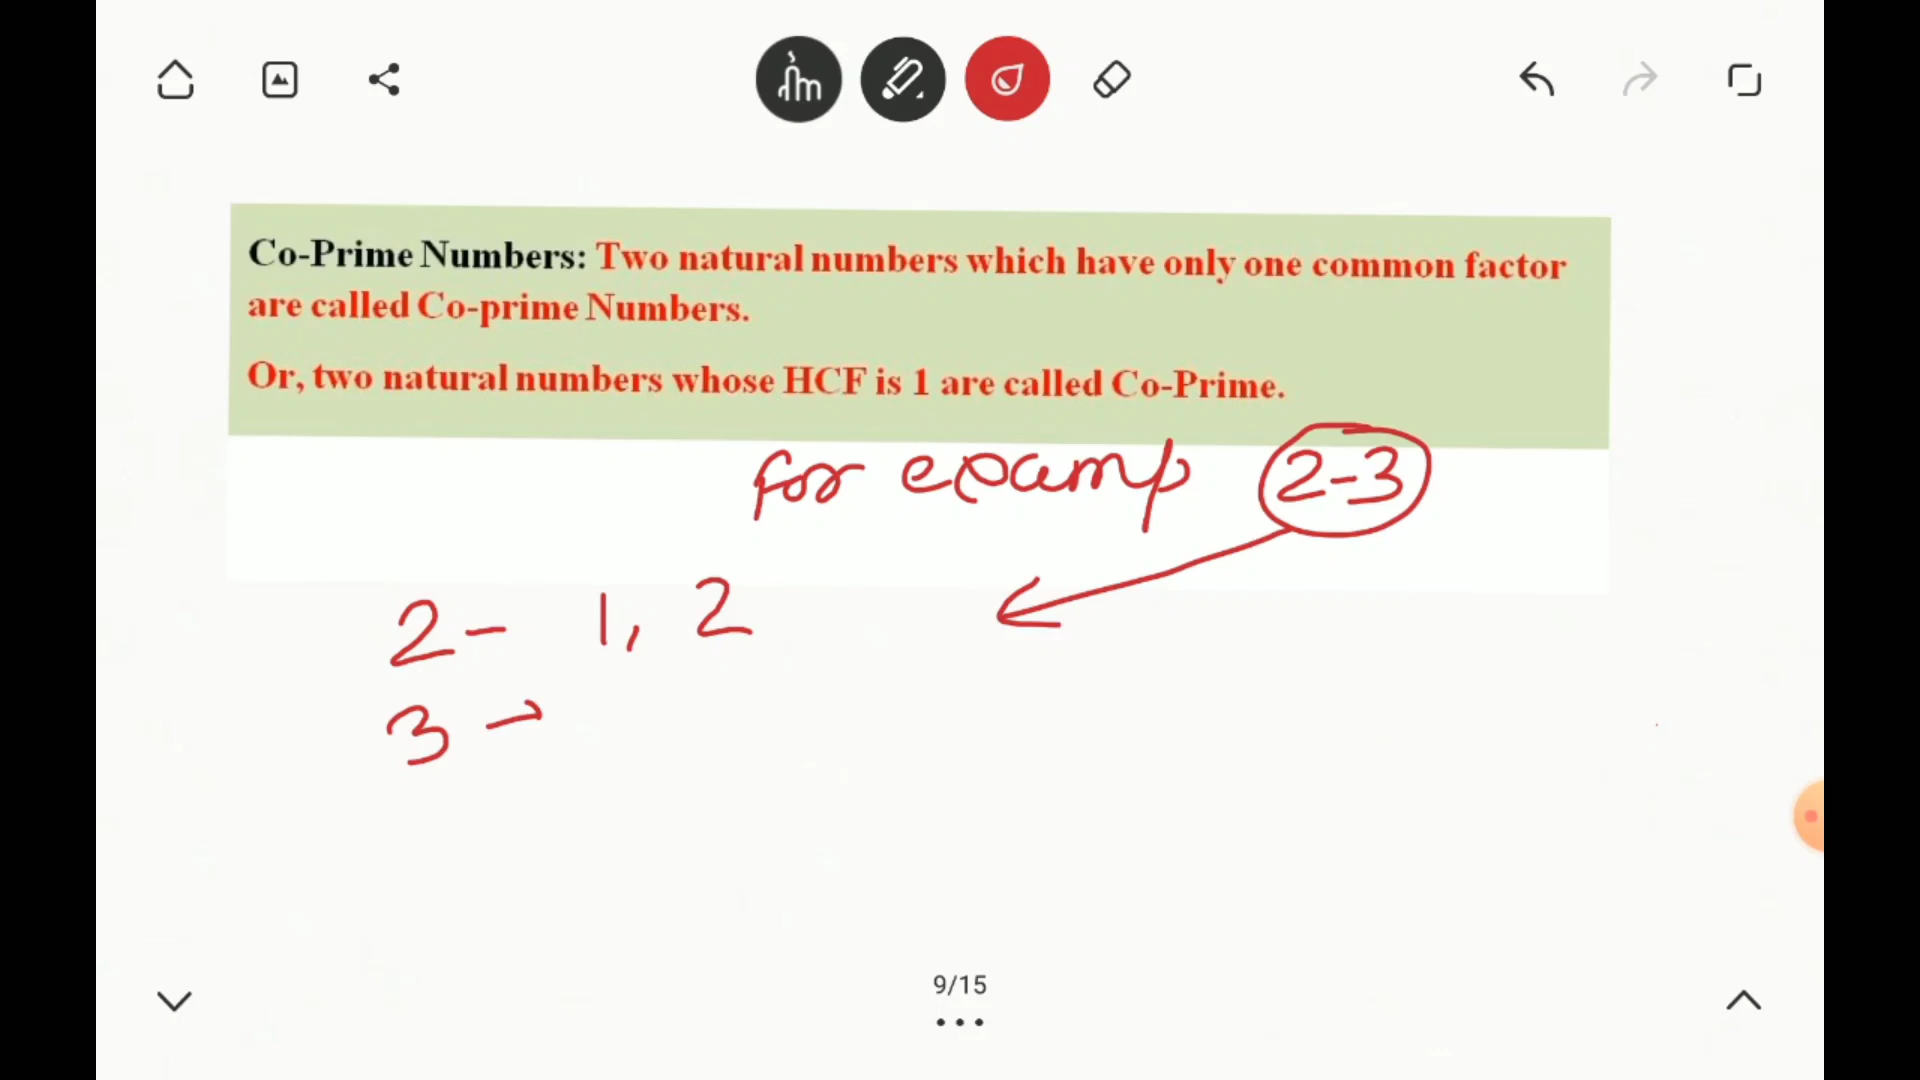 Co-Prime Numbers: Two natural numbers which have only one common factor
are called Co-prime Numbers.
Or, two natural numbers whose HCF is 1 are called Co-Prime.
for examp 2-3
2- 1, 2
3 -
9/15